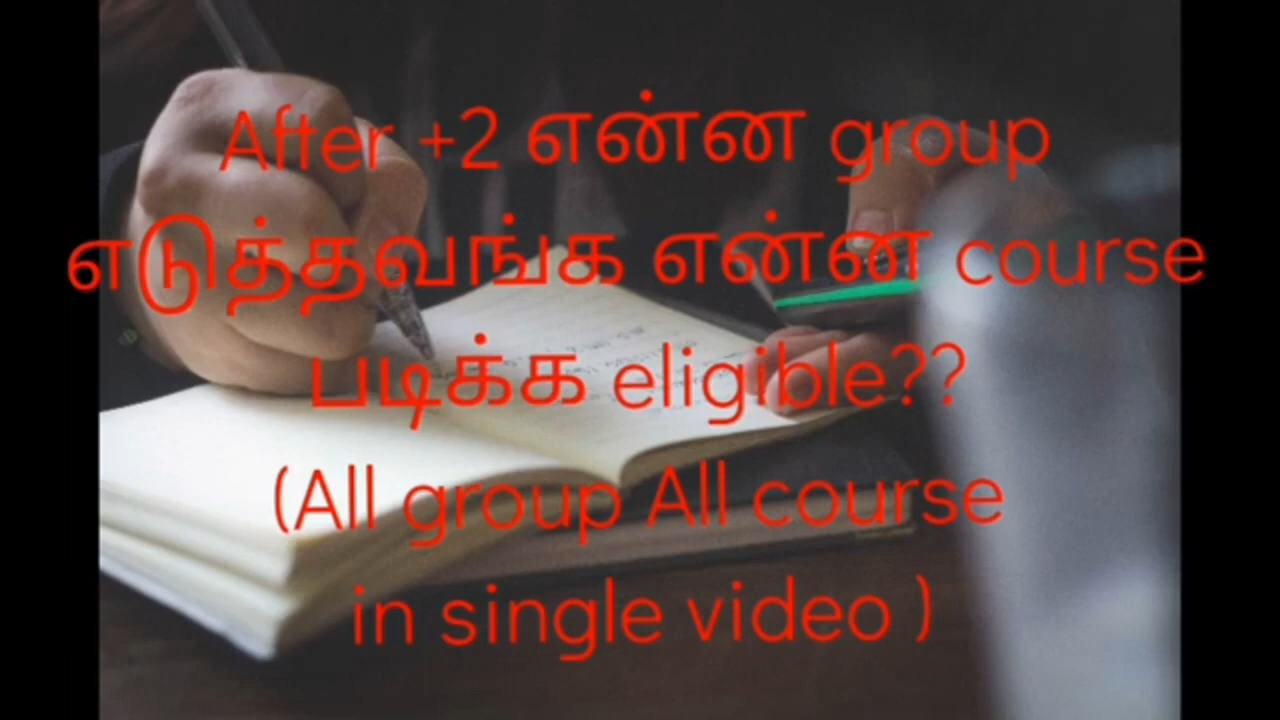 After +2 என்ன group
எடுத்தவங்க என்ன course
படிக்க eligible??
(All group All course
in single video )